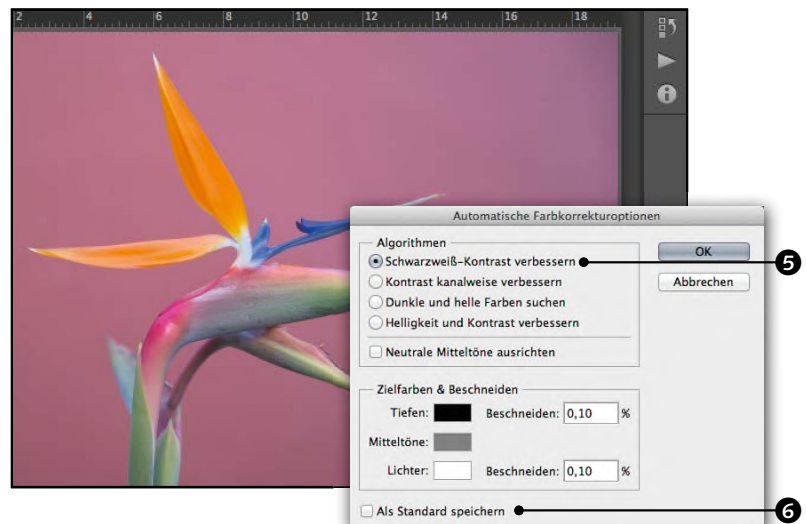 2 4 6 8 10 12 14 16 18
Automatische Farbkorrekturoptionen
Algorithmen
Schwarzweiß-Kontrast verbessern
5
OK
Kontrast kanalweise verbessern
Abbrechen
Dunkle und helle Farben suchen
Helligkeit und Kontrast verbessern
Neutrale Mitteltöne ausrichten
Zielfarben & Beschneiden
Tiefen: Beschneiden: 0,10 %
Mitteltöne:
Lichter: Beschneiden: 0,10 %
Als Standard speichern
6